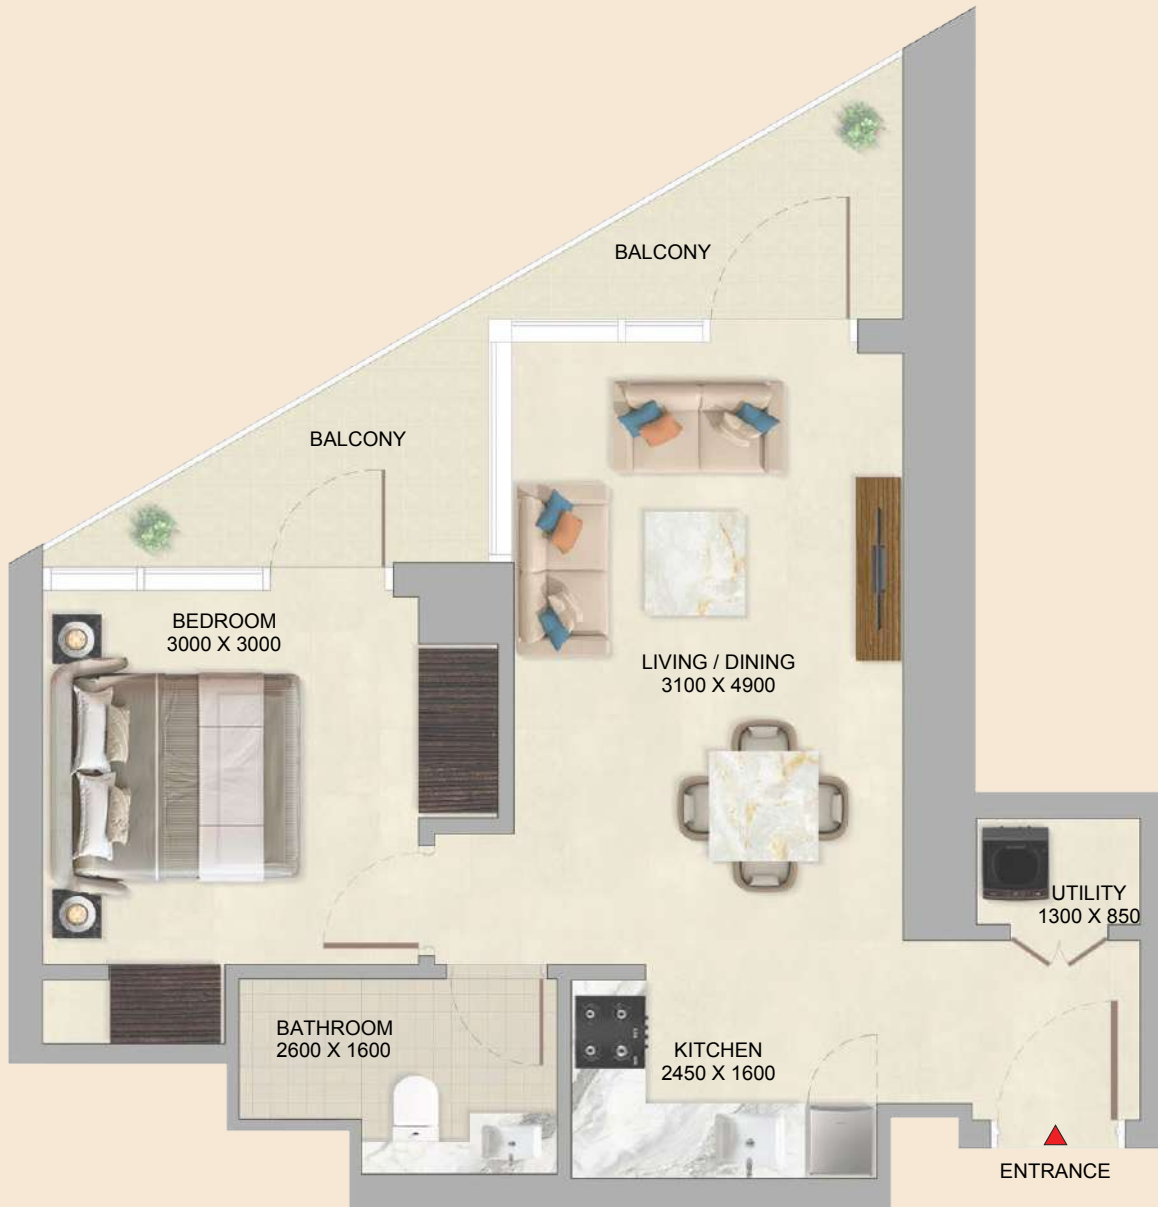 BALCONY
BALCONY
BEDROOM
3000 X 3000
LIVING / DINING
3100 X 4900
UTILITY
1300 X 850
BATHROOM
2600 X 1600
KITCHEN
2450 X 1600
ENTRANCE